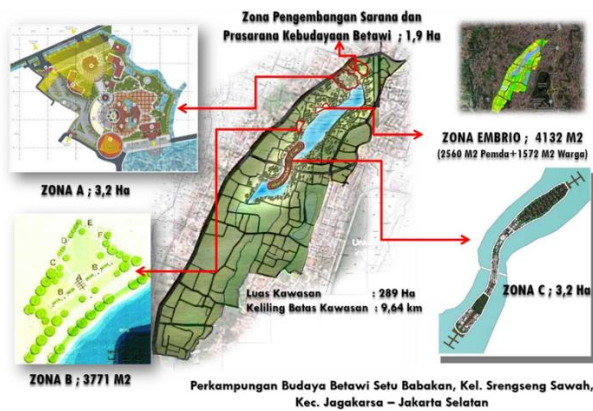 Zona Pengembangan Sarana dan
Prasarana Kebudayaan Betawi ; 1,9 Ha
ZONA A ; 3,2 Ha
ZONA EMBRIO ; 4132 M2
(2560 M2 Pemda+1572 M2 Warga)
E
F
D
C
B
B
A
B
ZONA B ; 3771 M2
Luas Kawasan : 289 Ha
Keliling Batas Kawasan : 9,64 km
ZONA C ; 3,2 Ha
Perkampungan Budaya Betawi Setu Babakan, Kel. Srengseng Sawah,
Kec. Jagakarsa – Jakarta Selatan